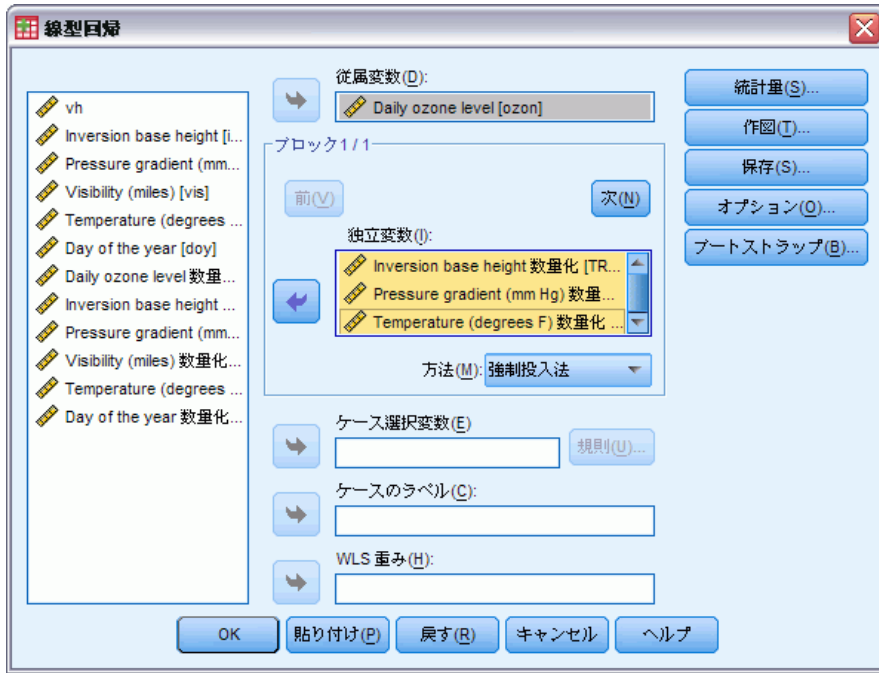 線型回帰
vh
Inversion base height [i...
Pressure gradient (mm...
Visibility (miles) [vis]
Temperature (degrees ...
Day of the year [doy]
Daily ozone level 数量...
Inversion base height ...
Pressure gradient (mm...
Visibility (miles) 数量化...
Temperature (degrees ...
Day of the year 数量化...
従属変数(D):
Daily ozone level [ozon]
ブロック1/1
前(V)
次(N)
独立変数(I):
Inversion base height 数量化 [TR...
Pressure gradient (mm Hg) 数量...
Temperature (degrees F) 数量化 ...
方法(M): 強制投入法
ケース選択変数(E)
規則(U)...
ケースのラベル(C):
WLS 重み(H):
統計量(S)...
作図(T)...
保存(S)...
オプション(O)...
ブートストラップ(B)...
OK
貼り付け(P)
戻す(R)
キャンセル
ヘルプ